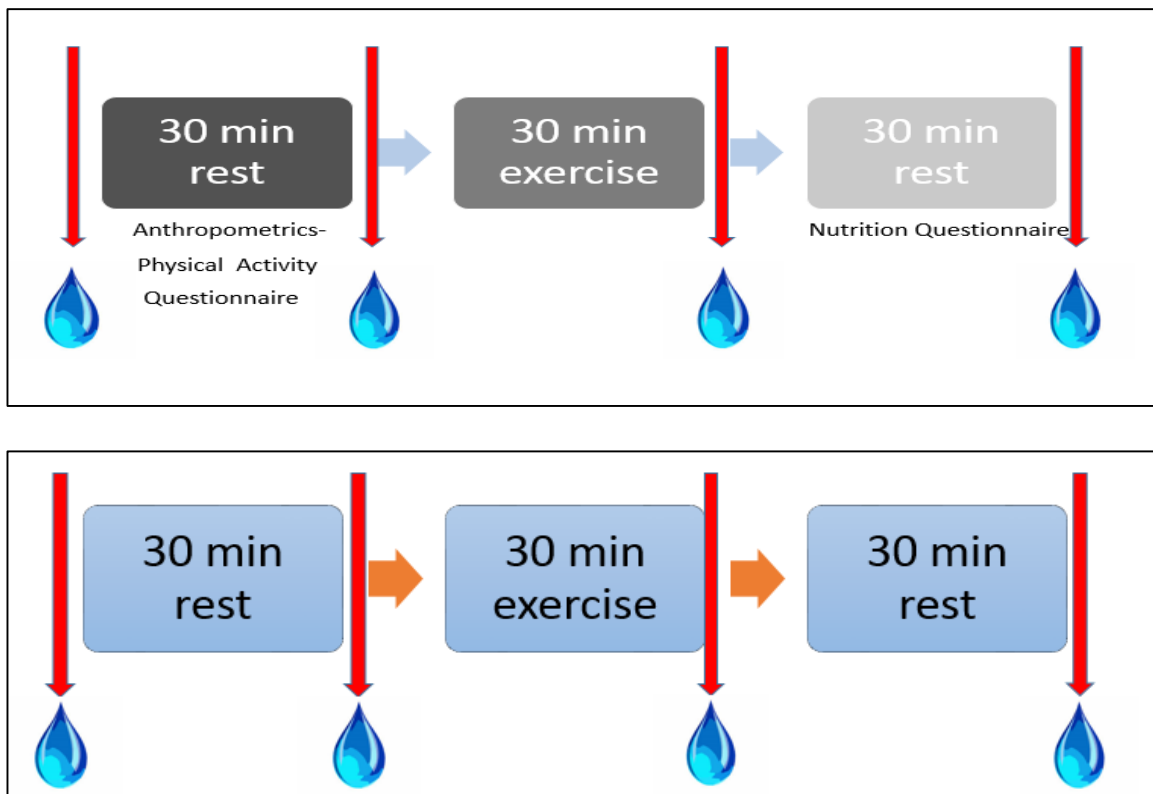 30 min
rest
30 min
exercise
30 min
rest
Anthropometrics-
Physical Activity
Questionnaire
Nutrition Questionnaire
30 min
rest
30 min
exercise
30 min
rest